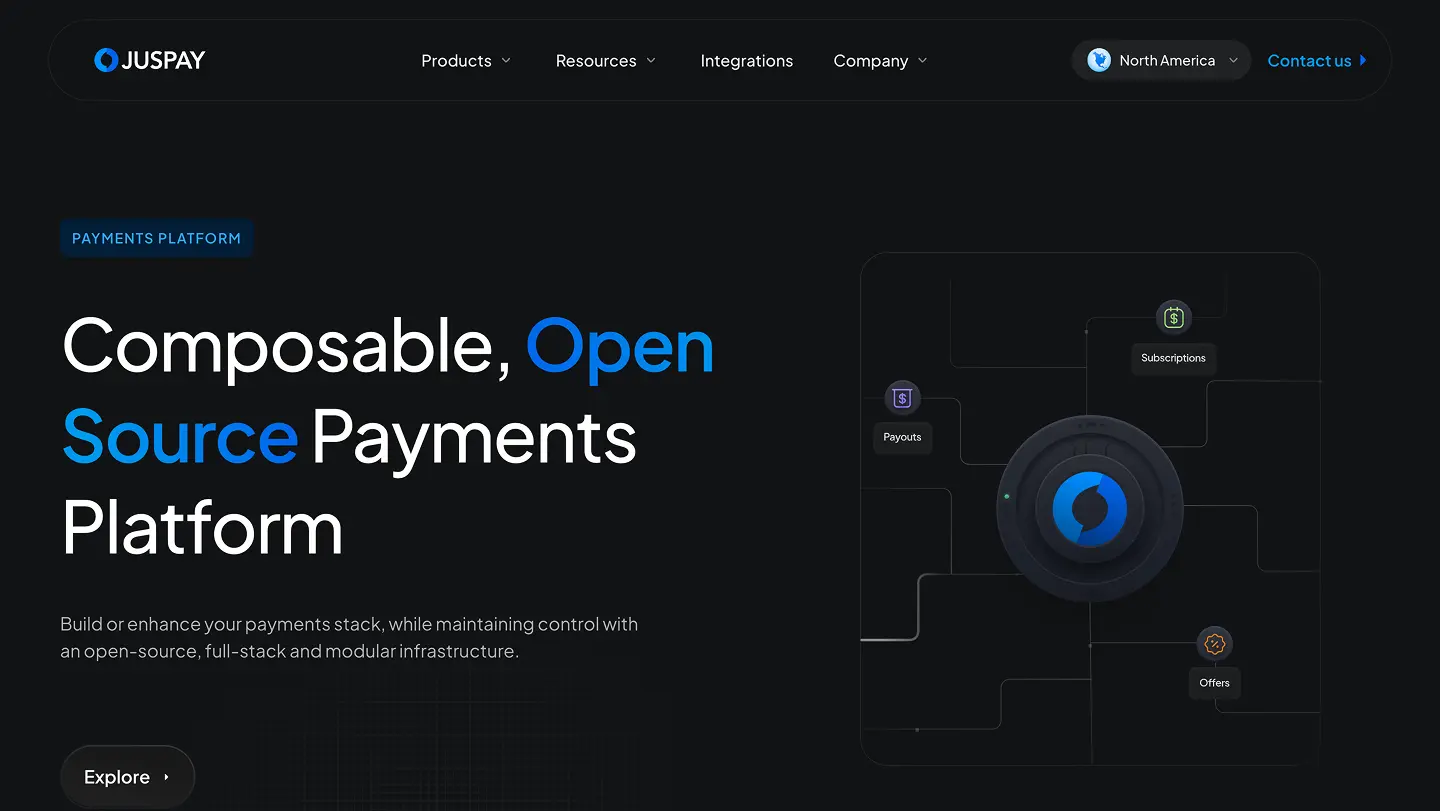 JUSPAY
Products
Resources
Integrations
Company
North America
Contact us
PAYMENTS PLATFORM
Composable, Open
Source Payments
Platform
Build or enhance your payments stack, while maintaining control with
an open-source, full-stack and modular infrastructure.
Explore
Subscriptions
Payouts
Offers